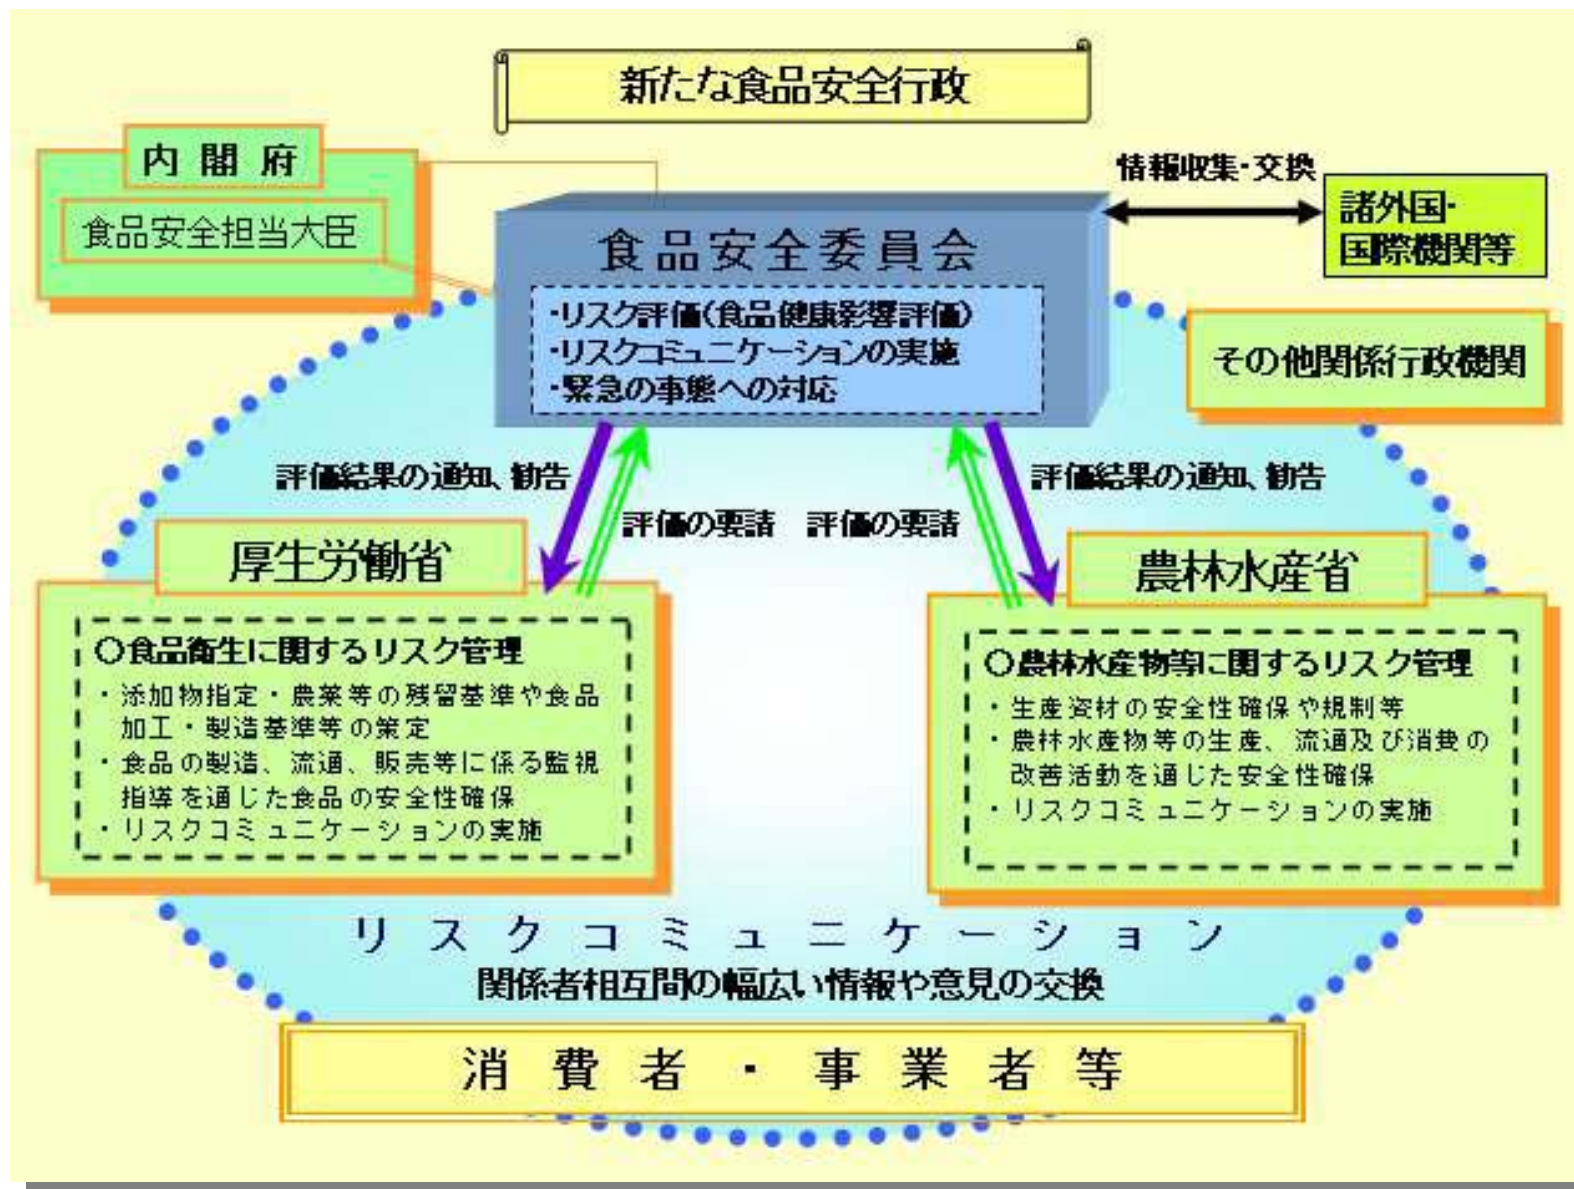 新たな食品安全行政
内閣府
食品安全担当大臣
情報収集・交換
諸外国・
国際機関等
食品安全委員会
・リスク評価(食品健康影響評価)
・リスクコミュニケーションの実施
・緊急の事態への対応
その他関係行政機関
評価結果の通知、勧告
評価の要請
評価の要請
評価結果の通知、勧告
厚生労働省
○食品衛生に関するリスク管理
・添加物指定・農薬等の残留基準や食品
加工・製造基準等の策定
・食品の製造、流通、販売等に係る監視
指導を通じた食品の安全性確保
・リスクコミュニケーションの実施
農林水産省
○農林水産物等に関するリスク管理
・生産資材の安全性確保や規制等
・農林水産物等の生産、流通及び消費の
改善活動を通じた安全性確保
・リスクコミュニケーションの実施
リスクコミュニケーション
関係者相互間の幅広い情報や意見の交換
消費者・事業者等